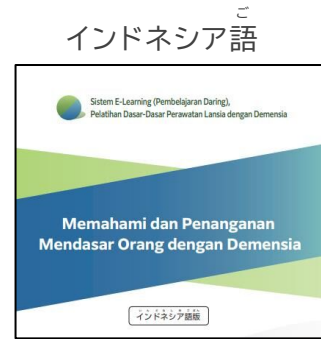 ご
インドネシア語
Sistem E-Learning (Pembelajaran Daring),
Pelatihan Dasar-Dasar Perawatan Lansia dengan Demensia
Memahami dan Penanganan
Mendasar Orang dengan Demensia
インドネシア語版